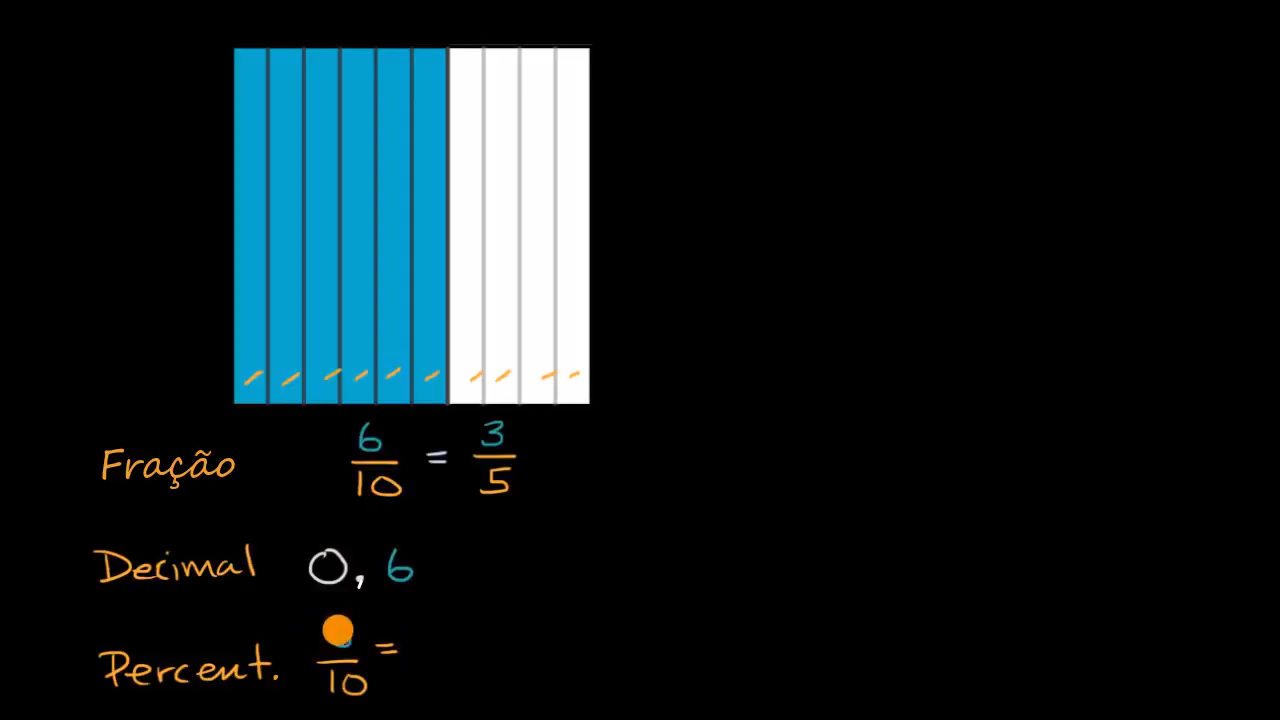 Fração 6/10 = 3/5
Decimal 0,6
Percent. /10 =